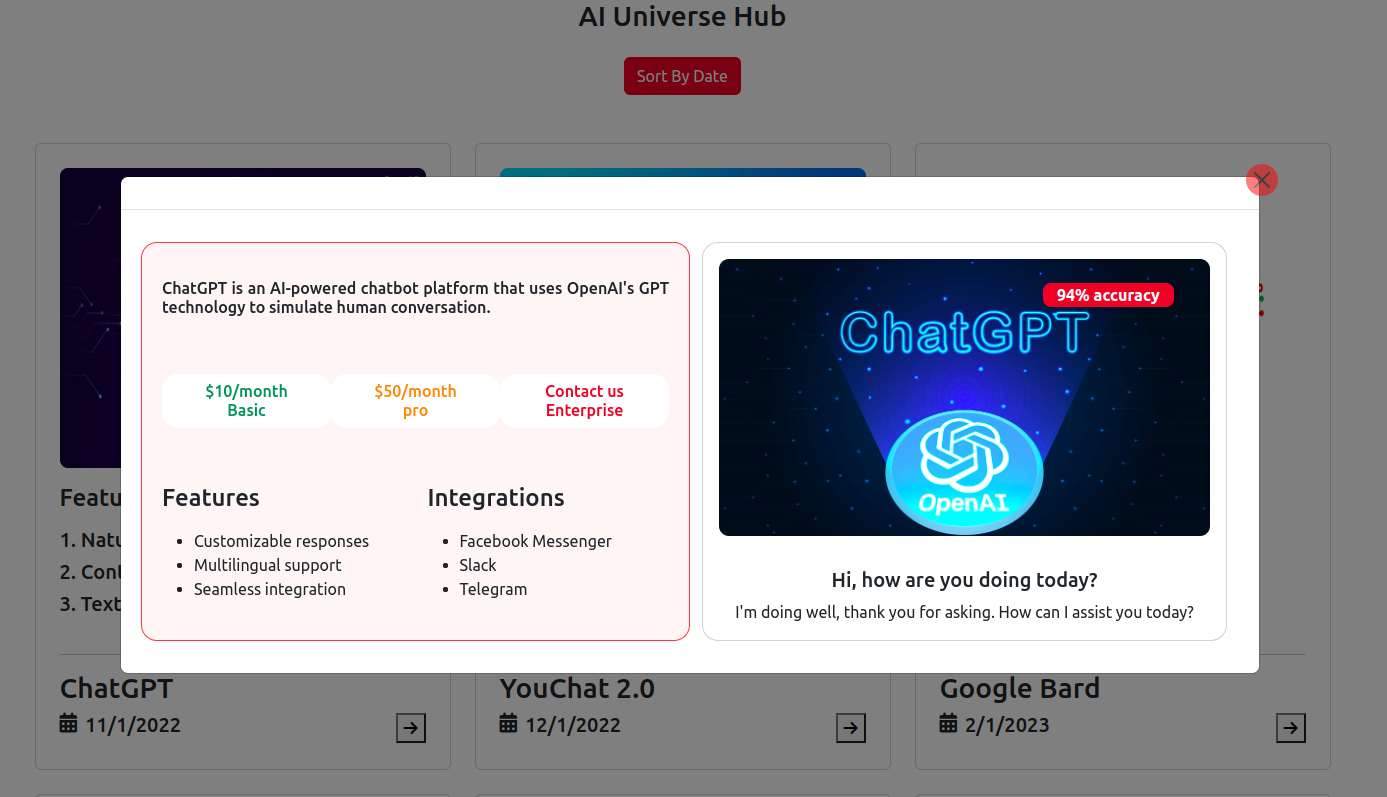 AI Universe Hub
Sort By Date
ChatGPT is an AI-powered chatbot platform that uses OpenAI's GPT
technology to simulate human conversation.
$10/month
Basic
$50/month
pro
Contact us
Enterprise
Features
Customizable responses
Multilingual support
Seamless integration
Integrations
Facebook Messenger
Slack
Telegram
94% accuracy
ChatGPT
OpenAI
Hi, how are you doing today?
I'm doing well, thank you for asking. How can I assist you today?
1.
2.
3. Text
ChatGPT
11/1/2022
YouChat 2.0
12/1/2022
Google Bard
2/1/2023